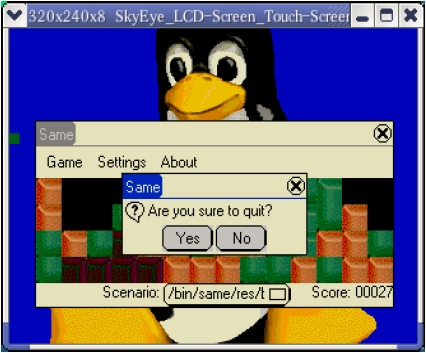 320x240x8 SkyEye_LCD-Screen_Touch-Screen
Same
Game Settings About
Same
Are you sure to quit?
Yes No
Scenario: /bin/same/res/t Score: 00027